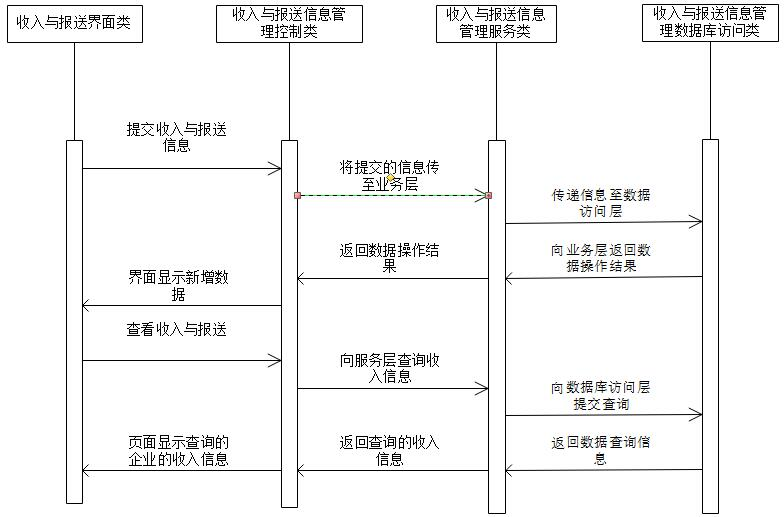 收入与报送界面类
收入与报送信息管
理控制类
收入与报送信息
管理服务类
收入与报送信息管
理数据库访问类
提交收入与报送
信息
将提交的信息传
至业务层
传递信息至数据
访问层
向业务层返回数
据操作结果
返回数据操作结
果
界面显示新增数
据
查看收入与报送
向服务层查询收
入信息
向数据库访问层
提交查询
返回数据查询信
息
返回查询的收入
信息
页面显示查询的
企业的收入信息